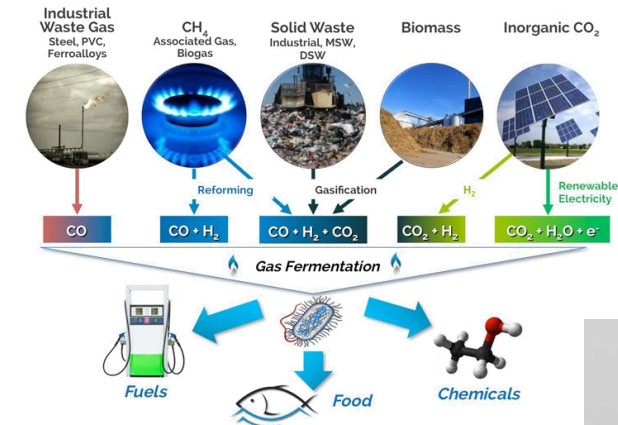 Industrial
Waste Gas
Steel, PVC,
Ferroalloys
CH₄
Associated Gas,
Biogas
Solid Waste
Industrial, MSW,
DSW
Biomass
Inorganic CO₂
Reforming
Gasification
H₂
Renewable
Electricity
CO
CO + H₂
CO + H₂ + CO₂
CO₂ + H₂
CO₂ + H₂O + e⁻
Gas Fermentation
Fuels
Food
Chemicals